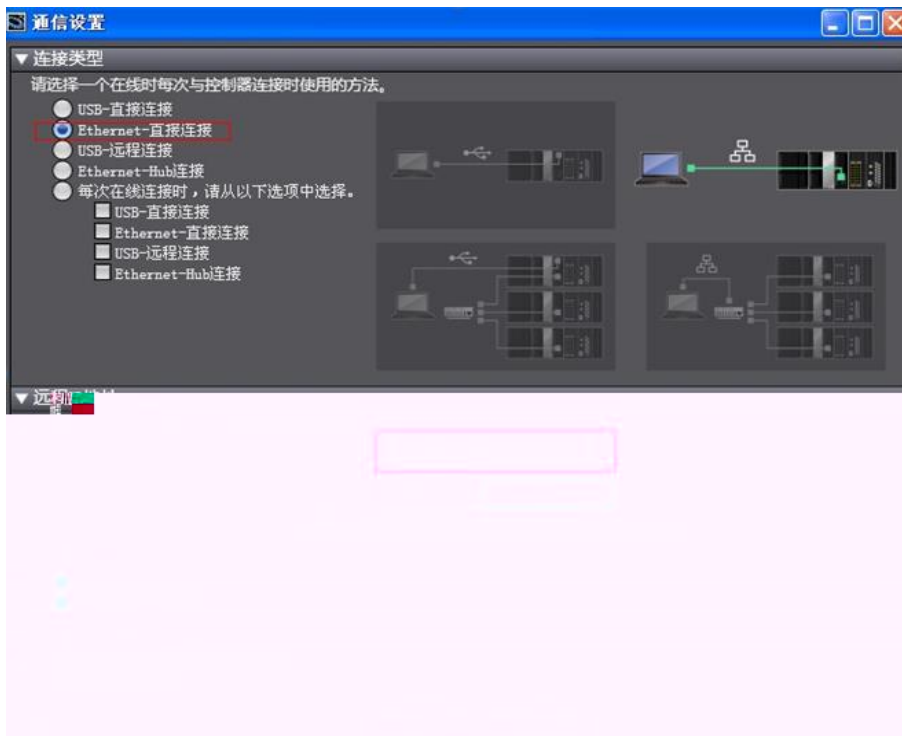 通信设置
▼连接类型
请选择一个在线时每次与控制器连接时使用的方法。
USB-直接连接
Ethernet-直接连接
USB-远程连接
Ethernet-Hub连接
每次在线连接时，请从以下选项中选择。
USB-直接连接
Ethernet-直接连接
USB-远程连接
Ethernet-Hub连接
▼远程